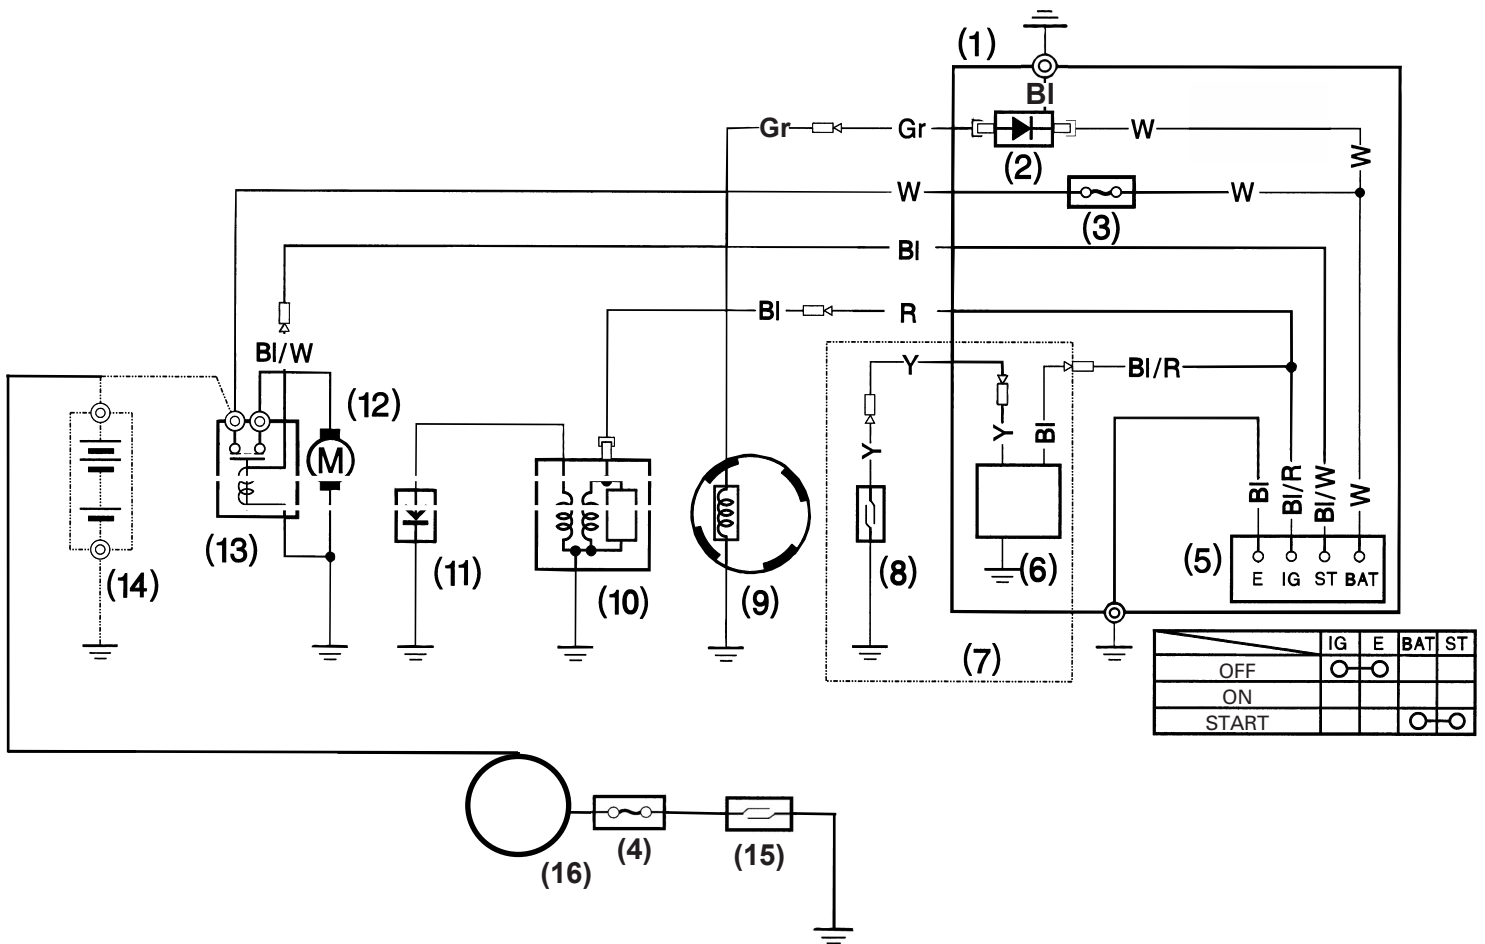 (1)
Bl
Gr Gr W
(2)
W
W W
(3)
Bl
Bl R
Bl/W
Y Bl/R
(12)
Y Y Bl
M
Bl Bl/R Bl/W W
(13)
(14)
(11)
(10)
(9)
(8)
(6)
(5)
E IG ST BAT
(7)
IG E BAT ST
OFF
ON
START
(4)
(15)
(16)